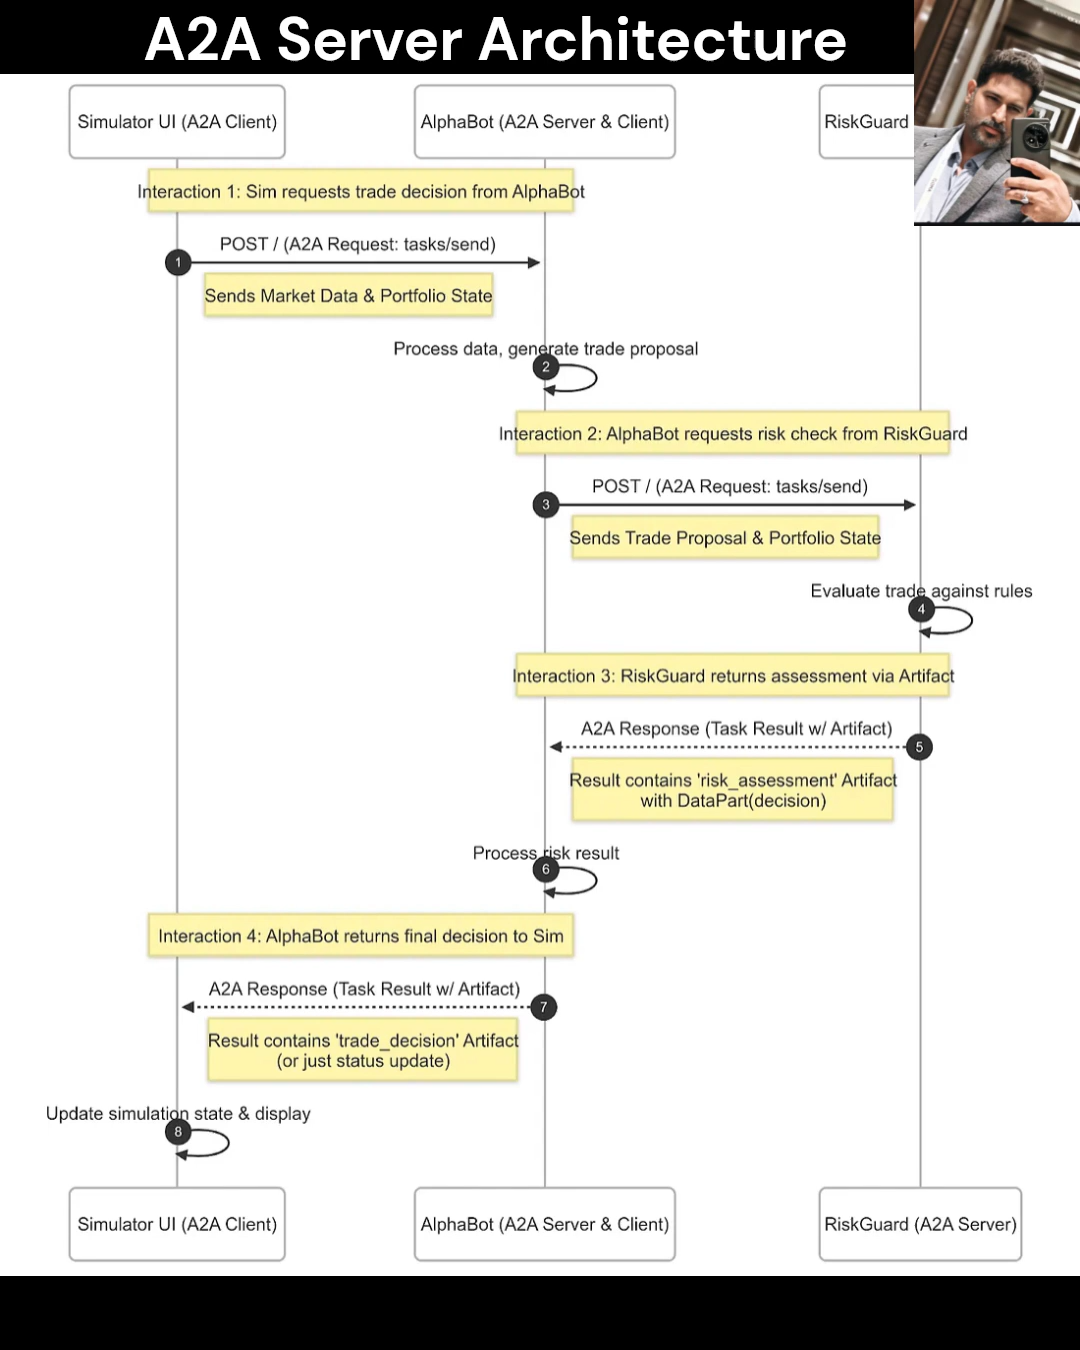 A2A Server Architecture
Simulator UI (A2A Client)
AlphaBot (A2A Server & Client)
RiskGuard
Interaction 1: Sim requests trade decision from AlphaBot
POST / (A2A Request: tasks/send)
1
Sends Market Data & Portfolio State
Process data, generate trade proposal
2
Interaction 2: AlphaBot requests risk check from RiskGuard
POST / (A2A Request: tasks/send)
3
Sends Trade Proposal & Portfolio State
Evaluate trade against rules
4
Interaction 3: RiskGuard returns assessment via Artifact
A2A Response (Task Result w/ Artifact)
5
Result contains 'risk_assessment' Artifact
with DataPart(decision)
Process risk result
6
Interaction 4: AlphaBot returns final decision to Sim
A2A Response (Task Result w/ Artifact)
7
Result contains 'trade_decision' Artifact
(or just status update)
Update simulation state & display
8
Simulator UI (A2A Client)
AlphaBot (A2A Server & Client)
RiskGuard (A2A Server)